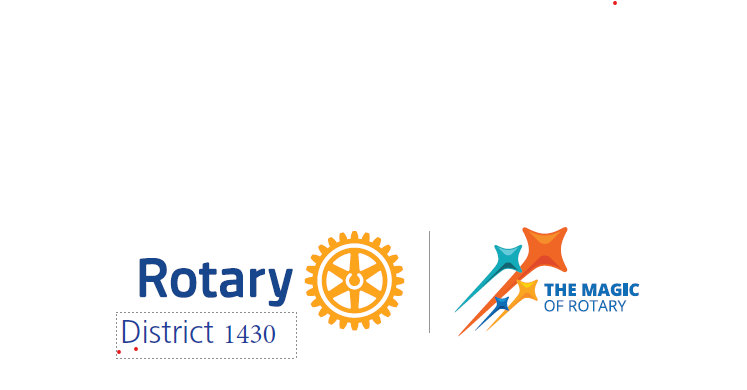 Rotary
District 1430
THE MAGIC
OF ROTARY